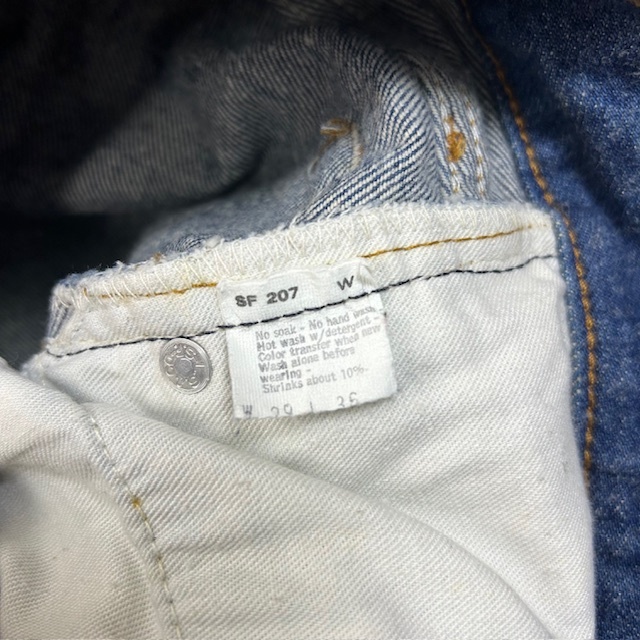 SF 207 W
No soak - No hand wash
Hot wash w/detergent -
Color transfer when new
Wash alone before
wearing -
Shrinks about 10%.
W 29 L 36